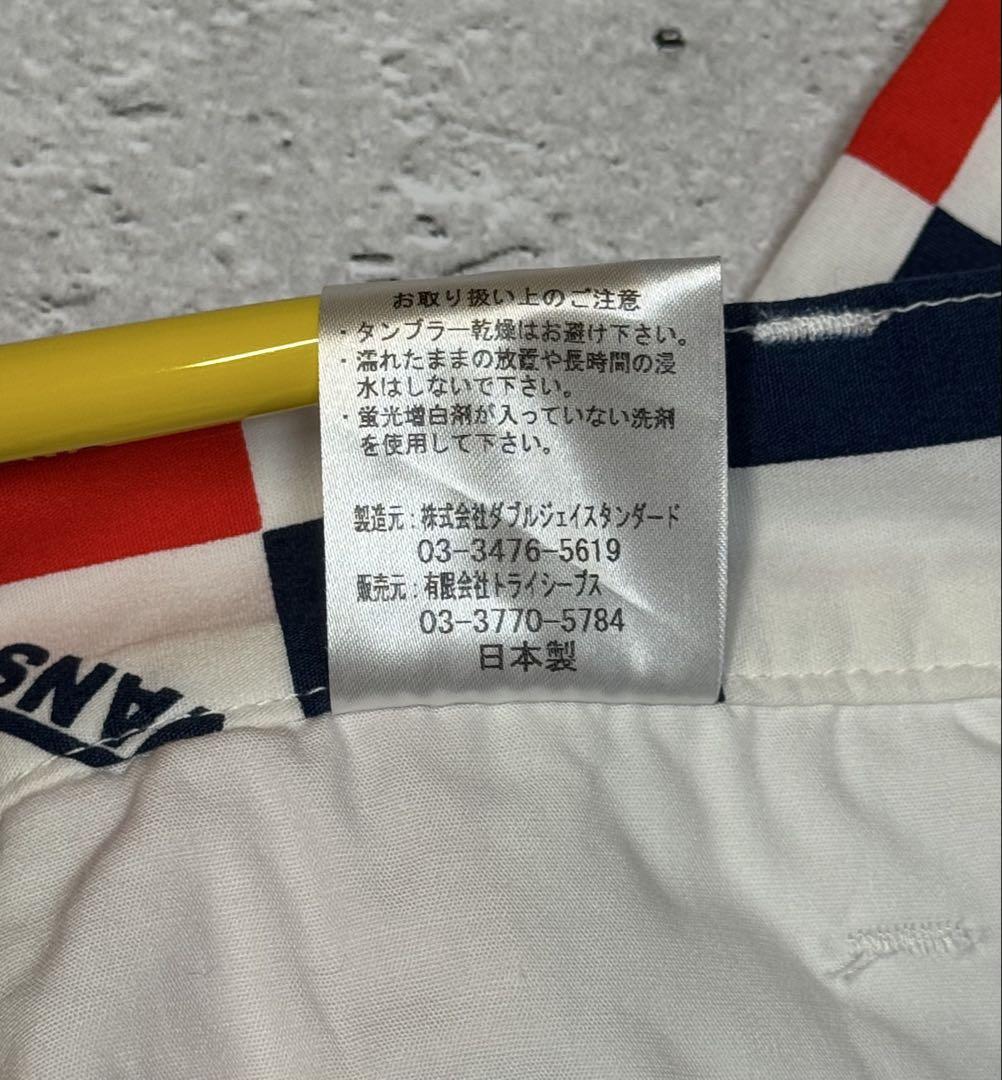 お取り扱い上のご注意
・タンブラー乾燥はお避け下さい。
・濡れたままの放置や長時間の浸
水はしないで下さい。
・蛍光増白剤が入っていない洗剤
を使用して下さい。
製造元：株式会社ダブルジェイスタンダード
03-3476-5619
販売元：有限会社トライシープス
03-3770-5784
日本製
VANS